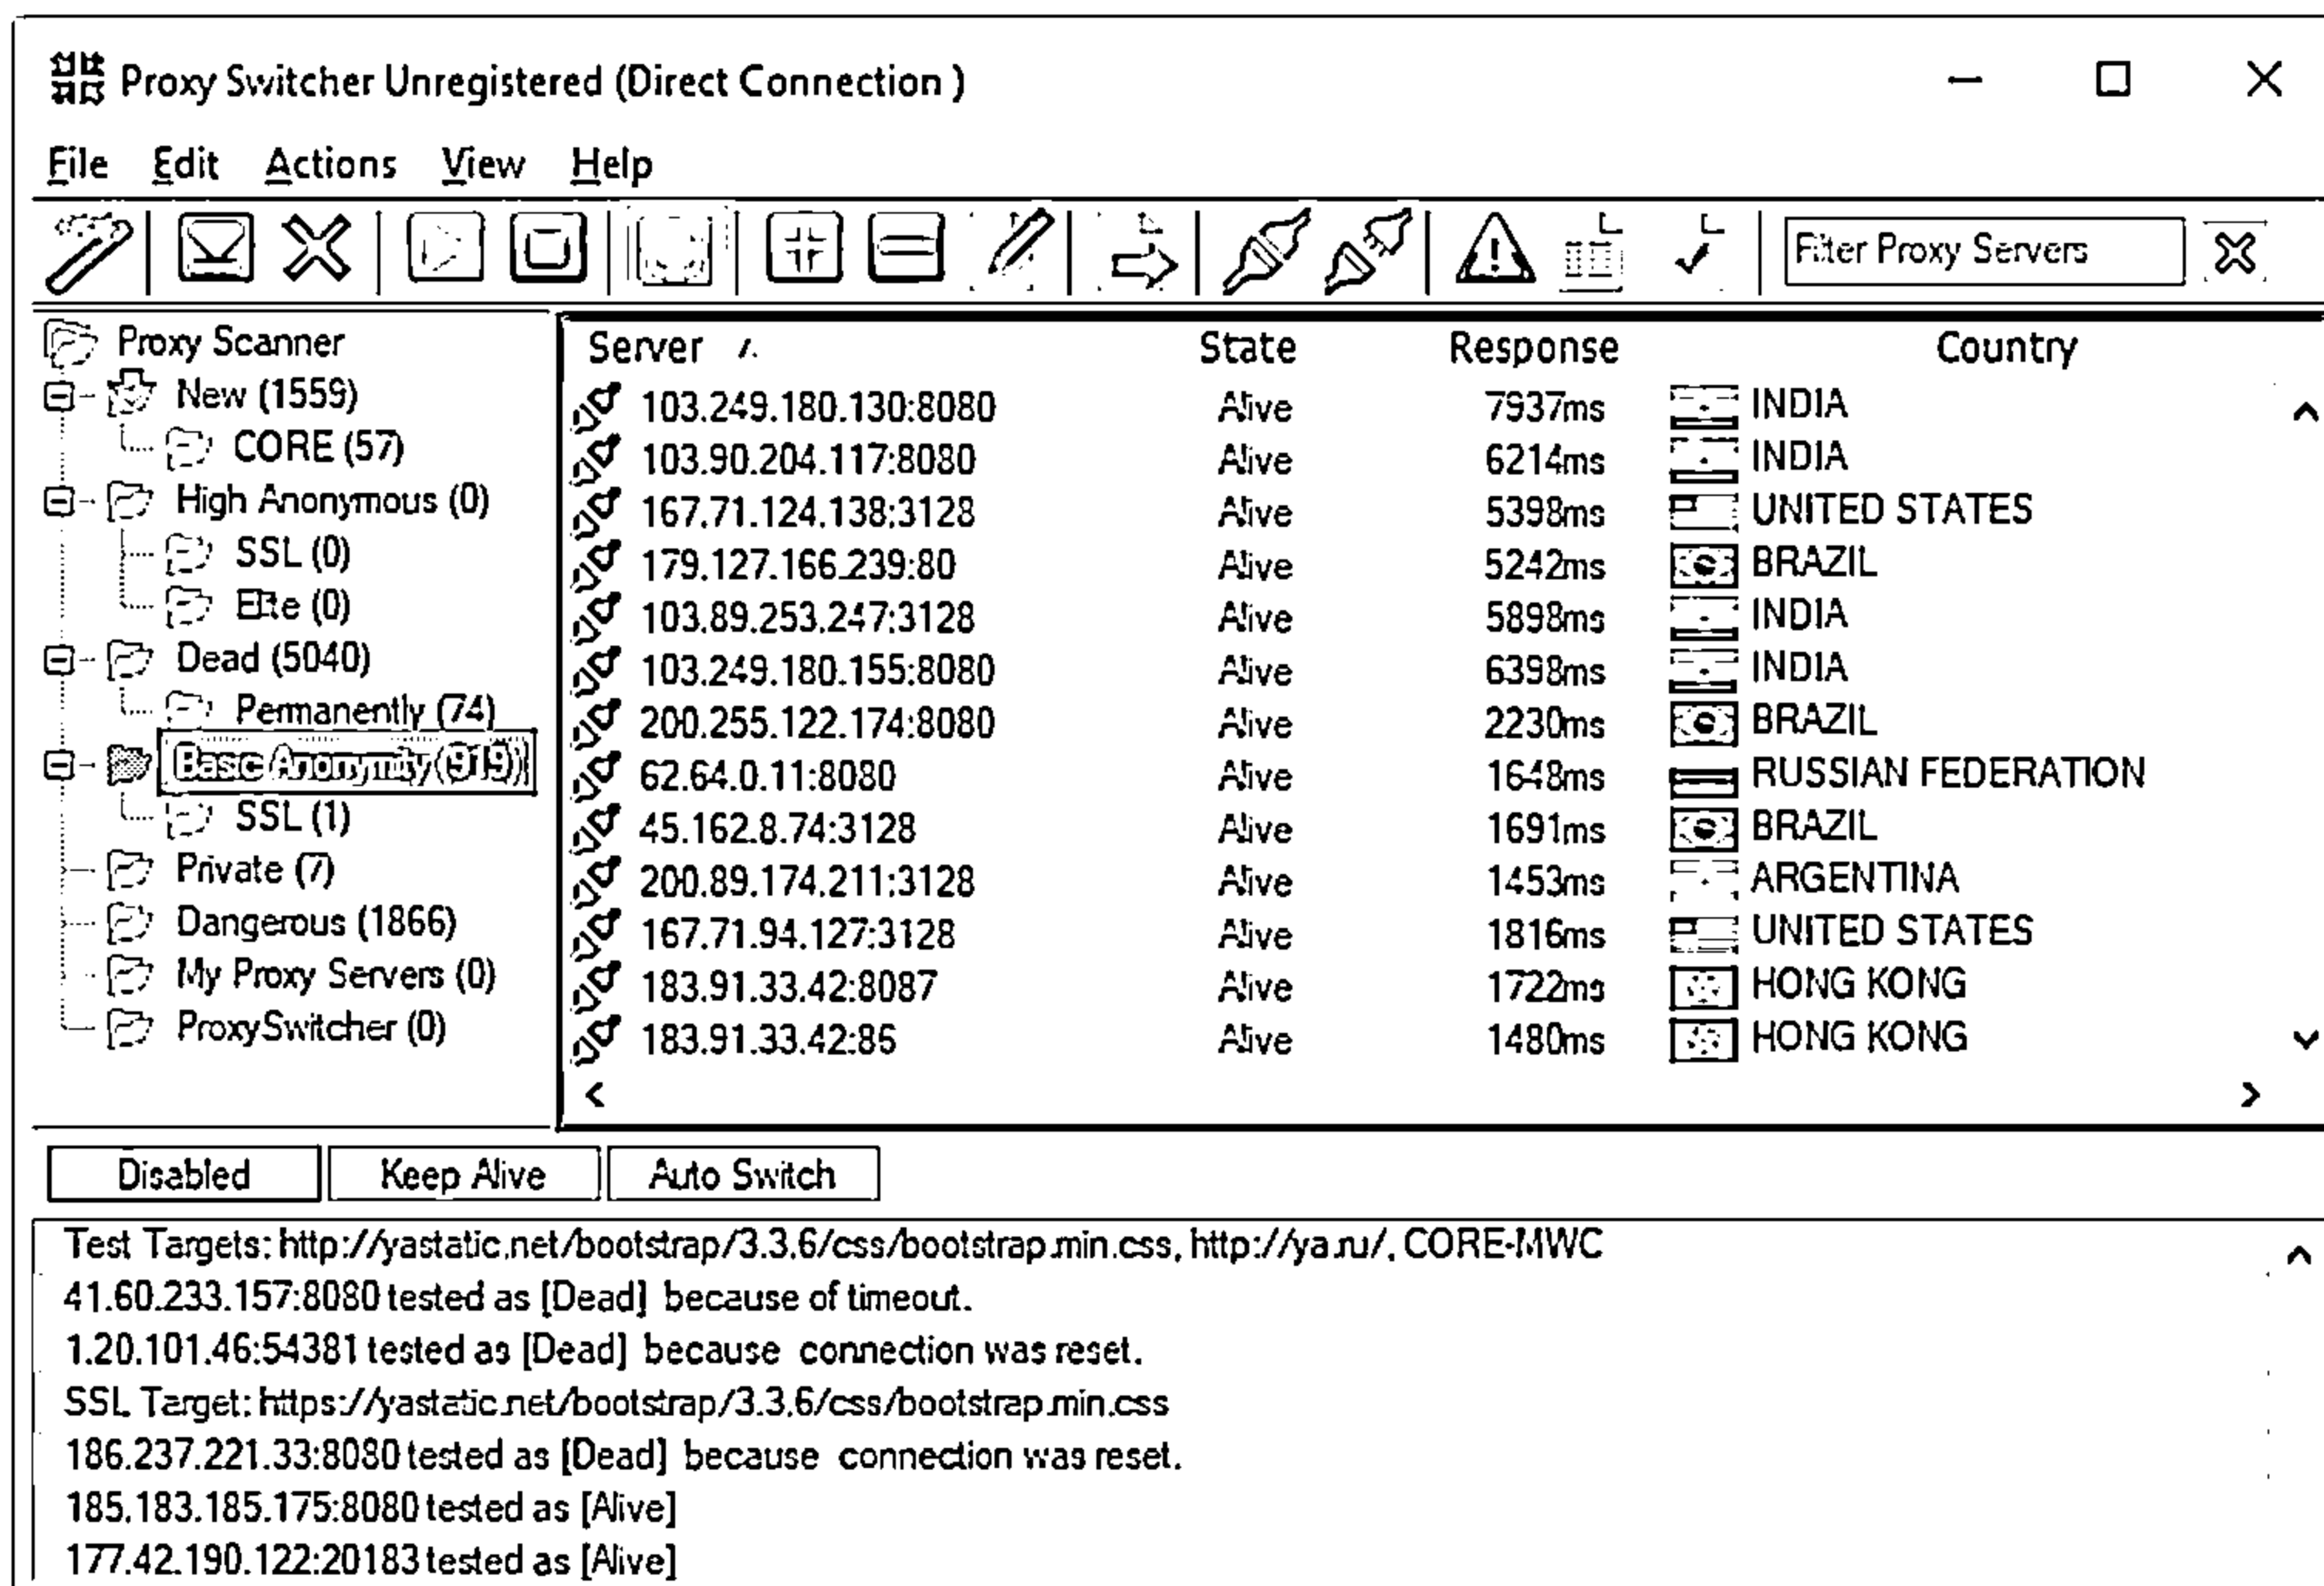 Proxy Switcher Unregistered (Direct Connection )
File Edit Actions View Help
Filter Proxy Servers
Proxy Scanner
New (1559)
CORE (57)
High Anonymous (0)
SSL (0)
Elite (0)
Dead (5040)
Permanently (74)
Basic Anonymity (919)
SSL (1)
Private (7)
Dangerous (1866)
My Proxy Servers (0)
ProxySwitcher (0)
Server State Response Country
103.249.180.130:8080 Alive 7937ms INDIA
103.90.204.117:8080 Alive 6214ms INDIA
167.71.124.138:3128 Alive 5398ms UNITED STATES
179.127.166.239:80 Alive 5242ms BRAZIL
103.89.253.247:3128 Alive 5898ms INDIA
103.249.180.155:8080 Alive 6398ms INDIA
200.255.122.174:8080 Alive 2230ms BRAZIL
62.64.0.11:8080 Alive 1648ms RUSSIAN FEDERATION
45.162.8.74:3128 Alive 1691ms BRAZIL
200.89.174.211:3128 Alive 1453ms ARGENTINA
167.71.94.127:3128 Alive 1816ms UNITED STATES
183.91.33.42:8087 Alive 1722ms HONG KONG
183.91.33.42:86 Alive 1480ms HONG KONG
Disabled Keep Alive Auto Switch
Test Targets: http://yastatic.net/bootstrap/3.3.6/css/bootstrap.min.css, http://ya.ru/, CORE-MWC
41.60.233.157:8080 tested as [Dead] because of timeout.
1.20.101.46:54381 tested as [Dead] because connection was reset.
SSL Target: https://yastatic.net/bootstrap/3.3.6/css/bootstrap.min.css
186.237.221.33:8080 tested as [Dead] because connection was reset.
185.183.185.175:8080 tested as [Alive]
177.42.190.122:20183 tested as [Alive]